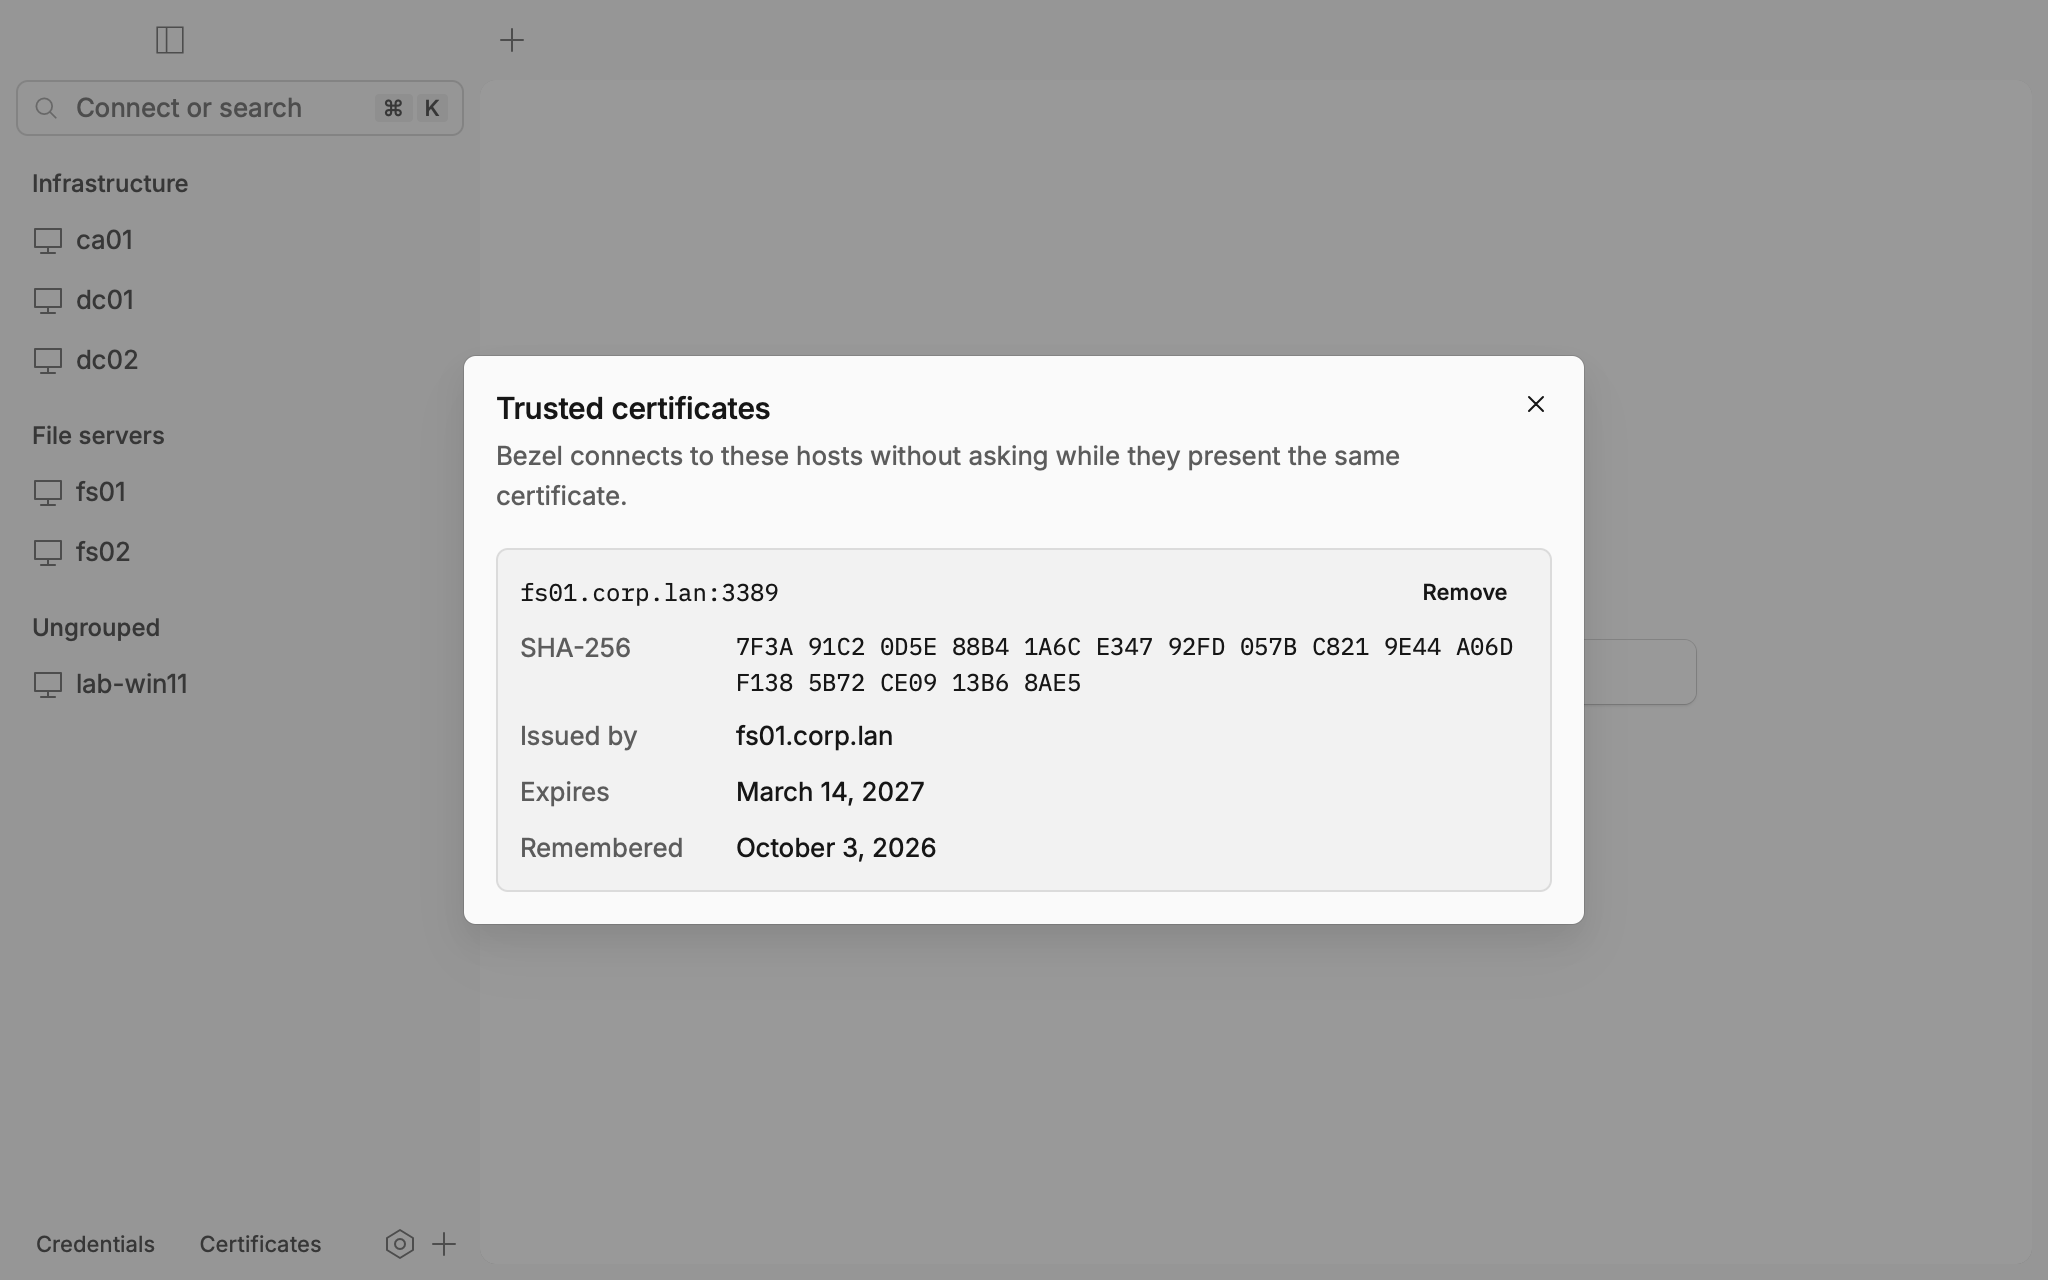 Connect or search ⌘ K
Infrastructure
ca01
dc01
dc02
File servers
fs01
fs02
Ungrouped
lab-win11
Credentials Certificates
Trusted certificates
Bezel connects to these hosts without asking while they present the same
certificate.
fs01.corp.lan:3389 Remove
SHA-256 7F3A 91C2 0D5E 88B4 1A6C E347 92FD 057B C821 9E44 A06D
F138 5B72 CE09 13B6 8AE5
Issued by fs01.corp.lan
Expires March 14, 2027
Remembered October 3, 2026